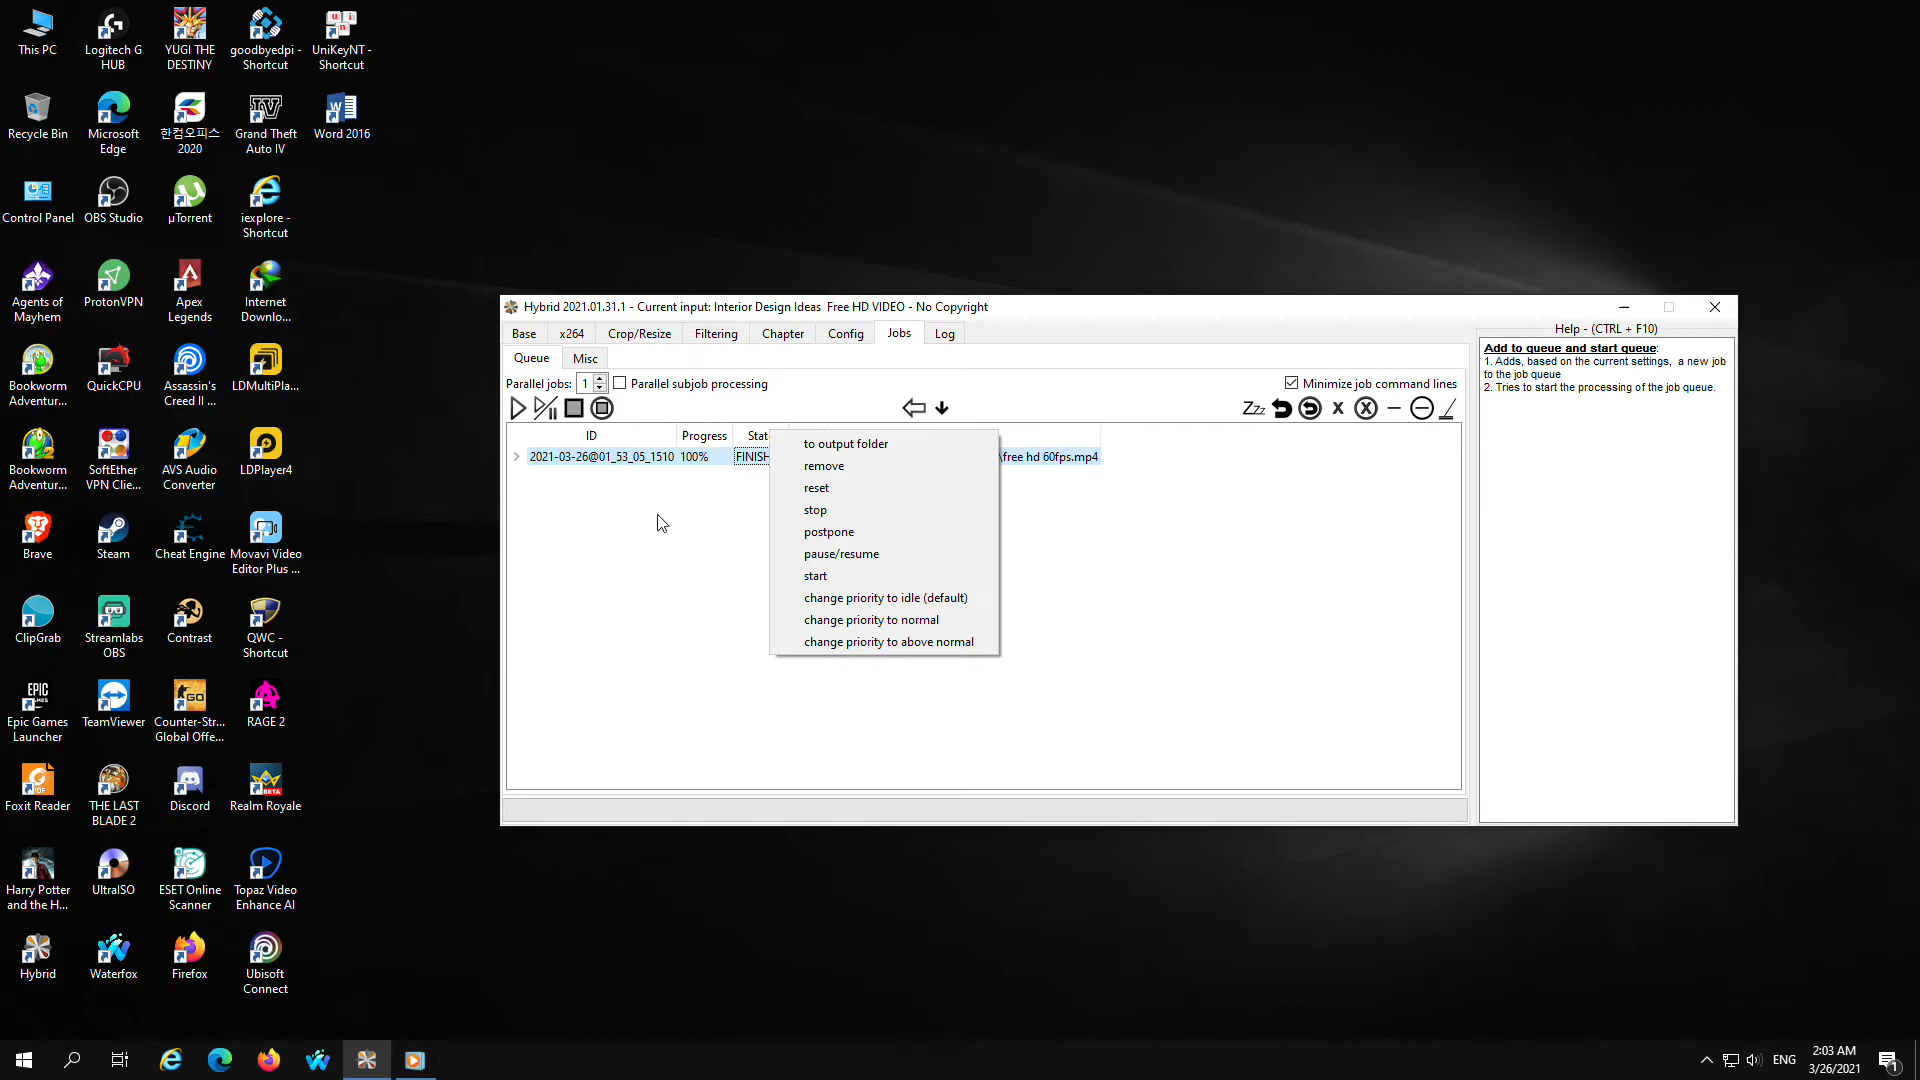 This PC
Logitech G
HUB
YUGI THE
DESTINY
goodbyedpi -
Shortcut
UniKeyNT -
Shortcut
Recycle Bin
Microsoft
Edge
한컴오피스
2020
Grand Theft
Auto IV
Word 2016
Control Panel
OBS Studio
µTorrent
iexplore -
Shortcut
Agents of
Mayhem
ProtonVPN
Apex
Legends
Internet
Downlo...
Bookworm
Adventur...
QuickCPU
Assassin's
Creed II ...
LDMultiPla...
Bookworm
Adventur...
SoftEther
VPN Clie...
AVS Audio
Converter
LDPlayer4
Brave
Steam
Cheat Engine
Movavi Video
Editor Plus ...
ClipGrab
Streamlabs
OBS
Contrast
QWC -
Shortcut
Epic Games
Launcher
TeamViewer
Counter-Str...
Global Offe...
RAGE 2
Foxit Reader
THE LAST
BLADE 2
Discord
Realm Royale
Harry Potter
and the H...
UltraISO
ESET Online
Scanner
Topaz Video
Enhance AI
Hybrid
Waterfox
Firefox
Ubisoft
Connect
Hybrid 2021.01.31.1 - Current input: Interior Design Ideas  Free HD VIDEO - No Copyright
Base x264 Crop/Resize Filtering Chapter Config Jobs Log
Queue Misc
Parallel jobs: 1 Parallel subjob processing Minimize job command lines
Zzz
ID Progress Stat
2021-03-26@01_53_05_1510 100% FINISH \free hd 60fps.mp4
to output folder
remove
reset
stop
postpone
pause/resume
start
change priority to idle (default)
change priority to normal
change priority to above normal
Help - (CTRL + F10)
Add to queue and start queue:
1. Adds, based on the current settings,  a new job
to the job queue
2. Tries to start the processing of the job queue.
ENG
2:03 AM
3/26/2021
1